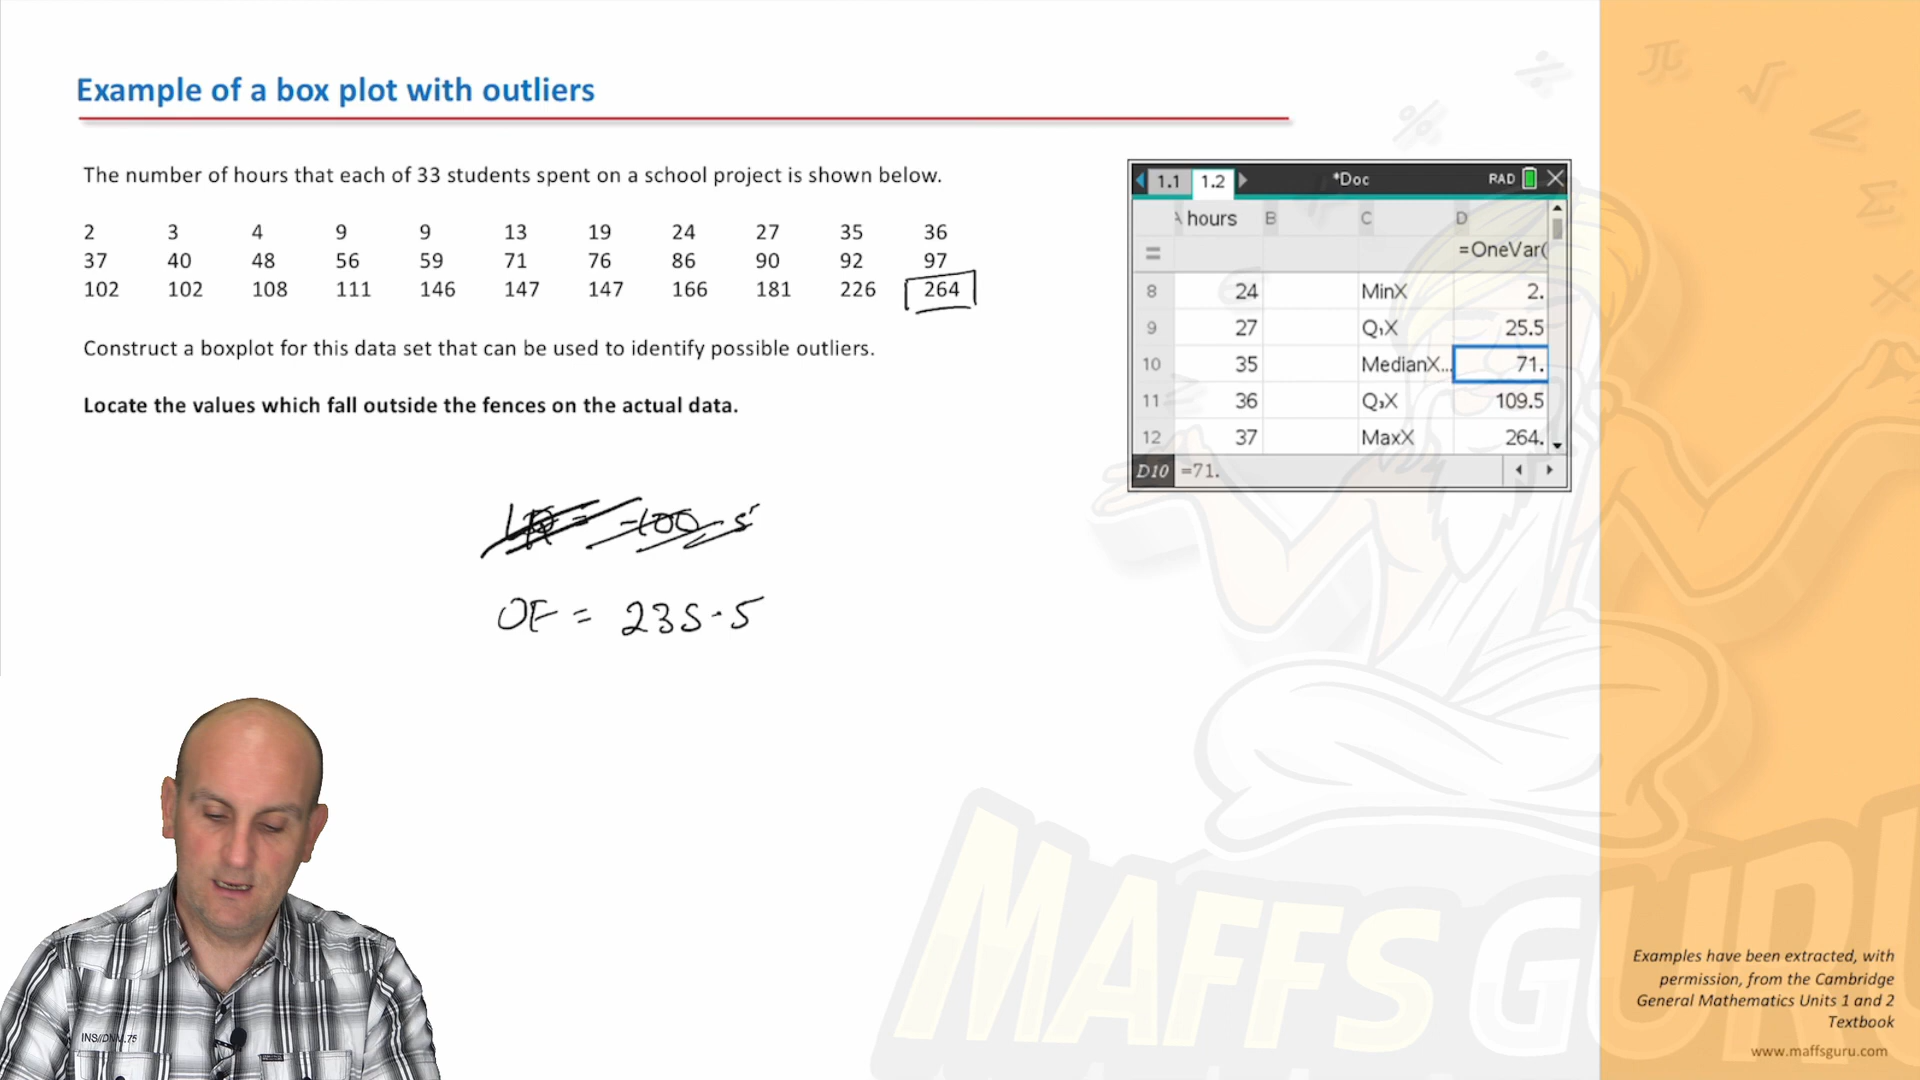 Example of a box plot with outliers
The number of hours that each of 33 students spent on a school project is shown below.
2 3 4 9 9 13 19 24 27 35 36
37 40 48 56 59 71 76 86 90 92 97
102 102 108 111 146 147 147 166 181 226 264
Construct a boxplot for this data set that can be used to identify possible outliers.
Locate the values which fall outside the fences on the actual data.
-100.5
OF = 235.5
1.1 1.2 *Doc RAD
A hours B C D
= =OneVar(
8 24 MinX 2.
9 27 Q₁X 25.5
10 35 MedianX... 71.
11 36 Q₃X 109.5
12 37 MaxX 264.
D10 =71.
MAFFS GURU
INS//DNM.75
Examples have been extracted, with
permission, from the Cambridge
General Mathematics Units 1 and 2
Textbook
www.maffsguru.com